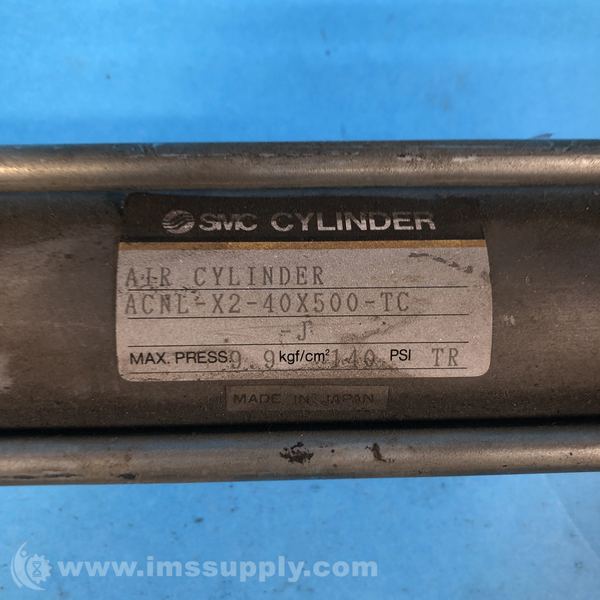 SMC CYLINDER
AIR CYLINDER
ACNL-X2-40X500-TC
-J
MAX. PRESS. 9.9 kgf/cm² 140 PSI TR
MADE IN JAPAN
www.imssupply.com